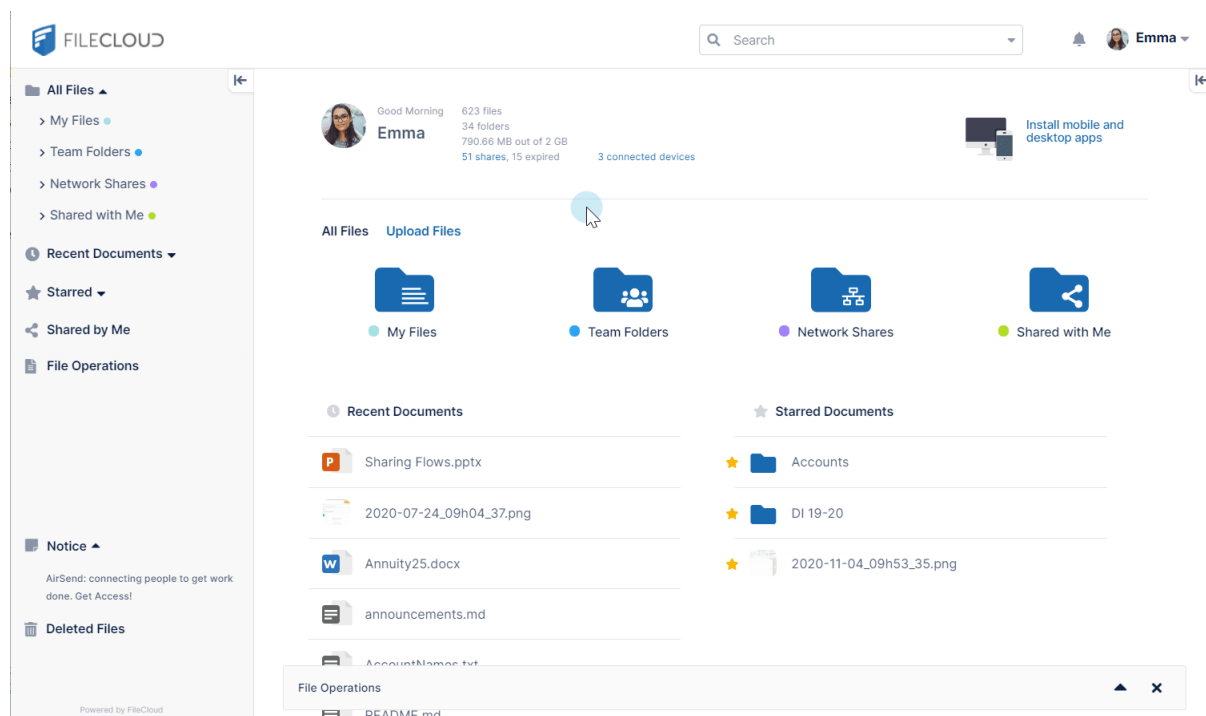 FILECLOUD
Search
Emma
All Files
My Files
Team Folders
Network Shares
Shared with Me
Recent Documents
Starred
Shared by Me
File Operations
Notice
AirSend: connecting people to get work
done. Get Access!
Deleted Files
Powered by FileCloud
Good Morning
Emma
623 files
34 folders
790.66 MB out of 2 GB
51 shares, 15 expired
3 connected devices
Install mobile and
desktop apps
All Files Upload Files
My Files
Team Folders
Network Shares
Shared with Me
Recent Documents
P Sharing Flows.pptx
2020-07-24_09h04_37.png
W Annuity25.docx
announcements.md
AccountNames.txt
README.md
Starred Documents
Accounts
DI 19-20
2020-11-04_09h53_35.png
File Operations